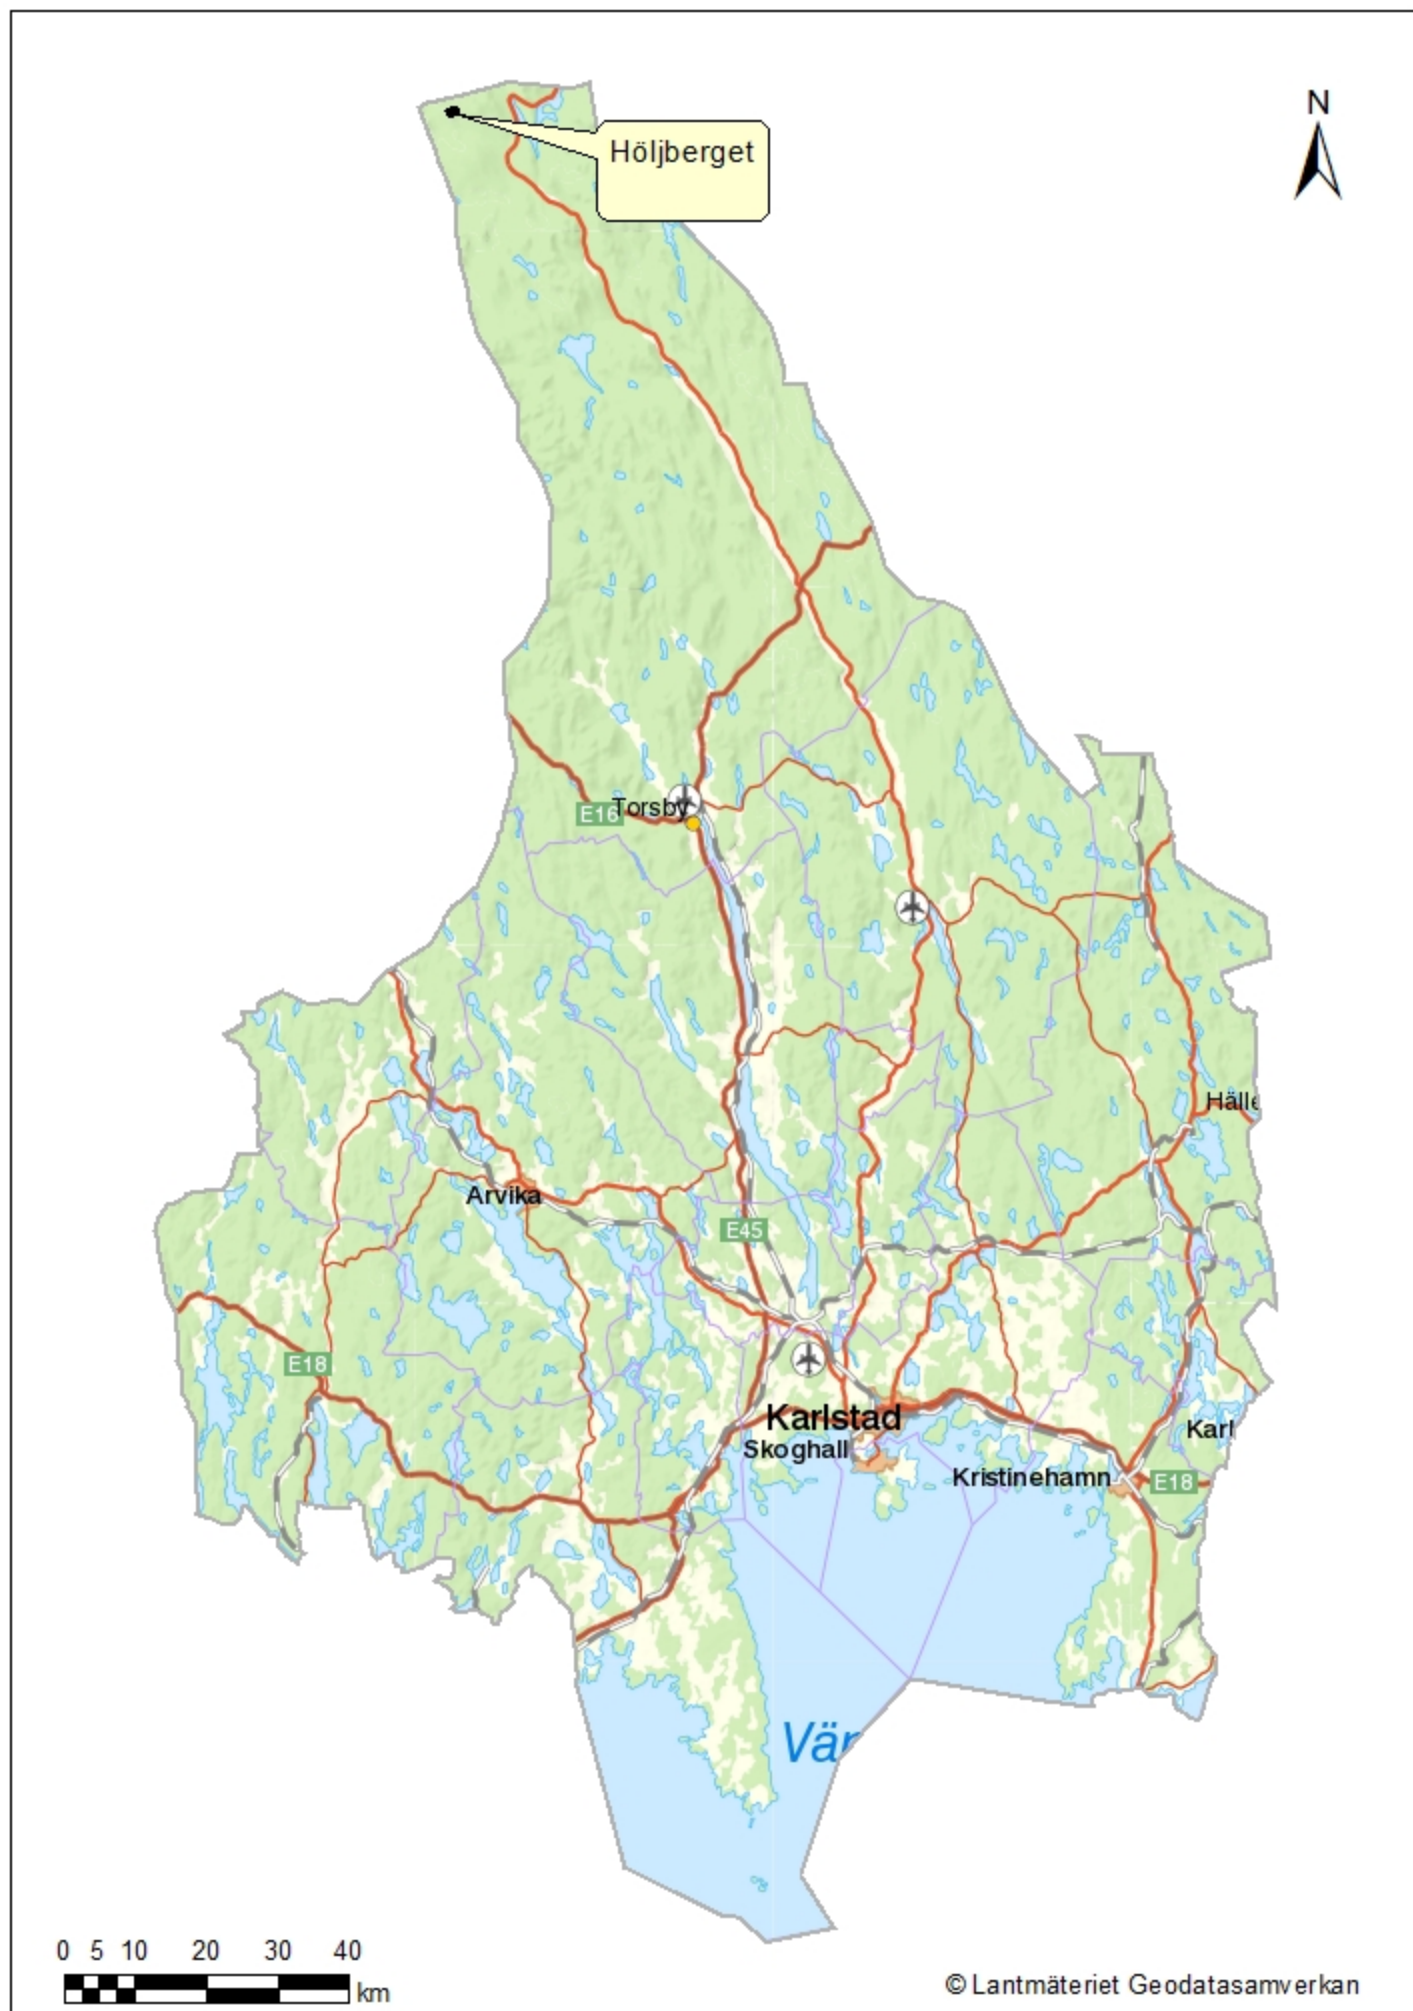 N
Höljberget
E16
Torsby
Hälle
Arvika
E45
E18
Karlstad
Skoghall
Karl
Kristinehamn
E18
Vär
0 5 10 20 30 40
km
© Lantmäteriet Geodatasamverkan